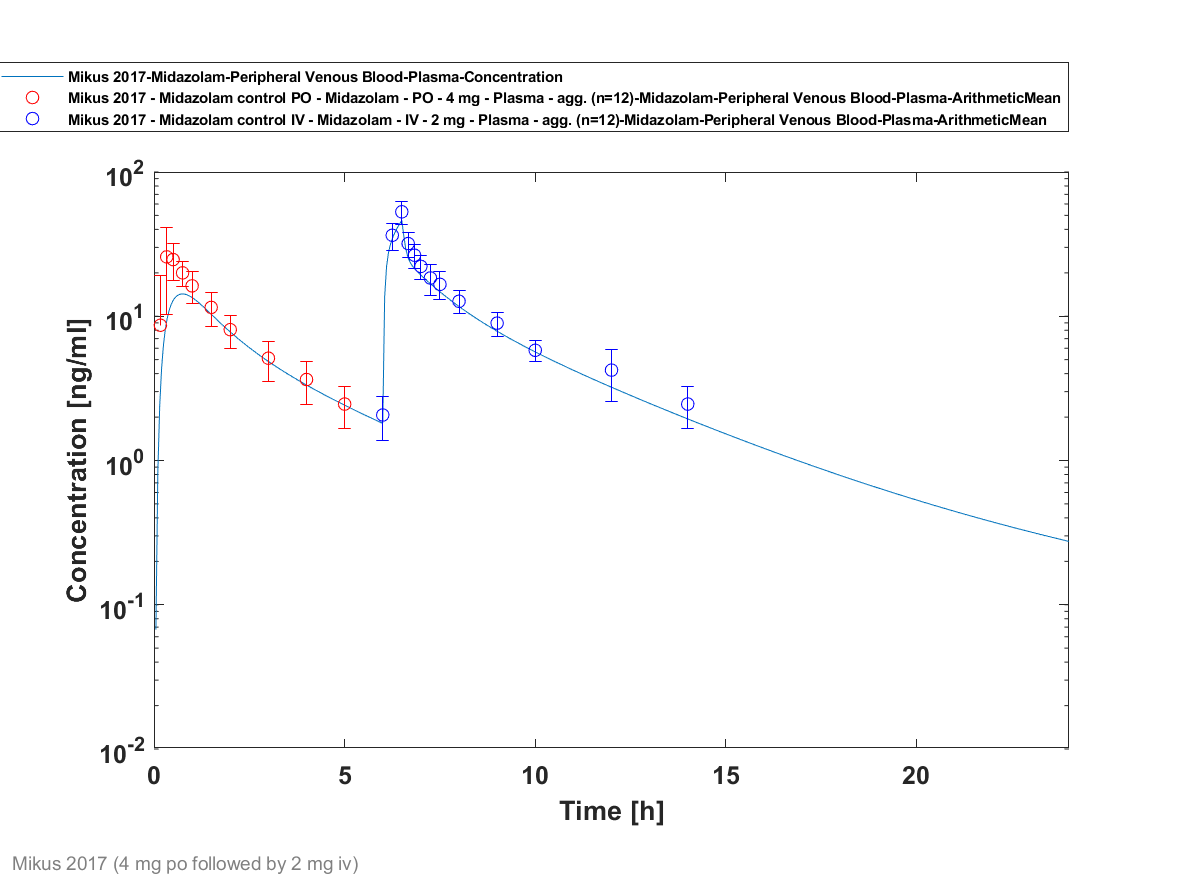 Mikus 2017-Midazolam-Peripheral Venous Blood-Plasma-Concentration
Mikus 2017 - Midazolam control PO - Midazolam - PO - 4 mg - Plasma - agg. (n=12)-Midazolam-Peripheral Venous Blood-Plasma-ArithmeticMean
Mikus 2017 - Midazolam control IV - Midazolam - IV - 2 mg - Plasma - agg. (n=12)-Midazolam-Peripheral Venous Blood-Plasma-ArithmeticMean
10^2
10^1
10^0
10^-1
10^-2
Concentration [ng/ml]
0 5 10 15 20
Time [h]
Mikus 2017 (4 mg po followed by 2 mg iv)